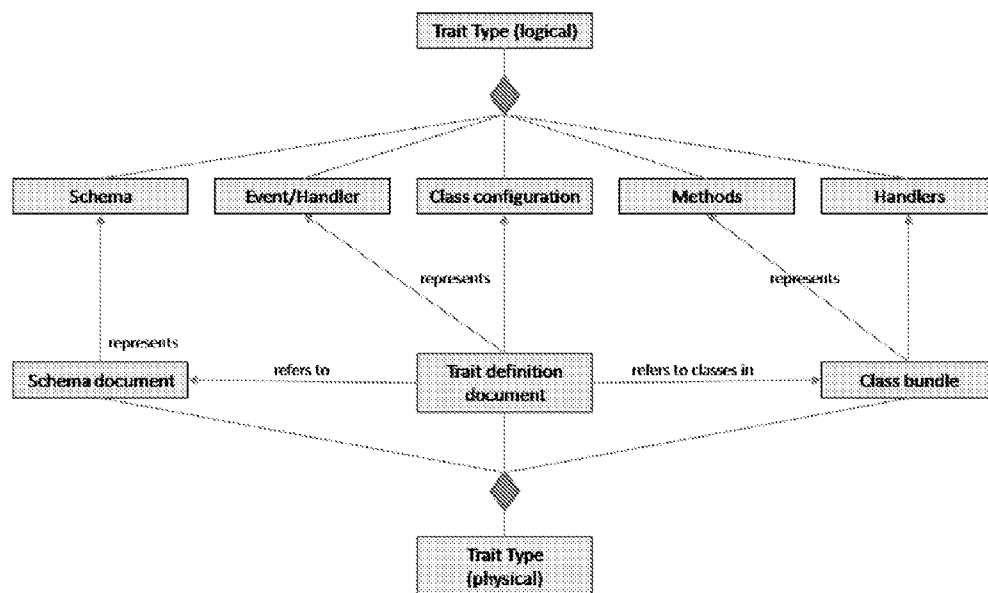 Trait Type (logical)
Schema
Event/Handler
Class configuration
Methods
Handlers
represents
represents
represents
Schema document
refers to
Trait definition
document
refers to classes in
Class bundle
Trait Type
(physical)